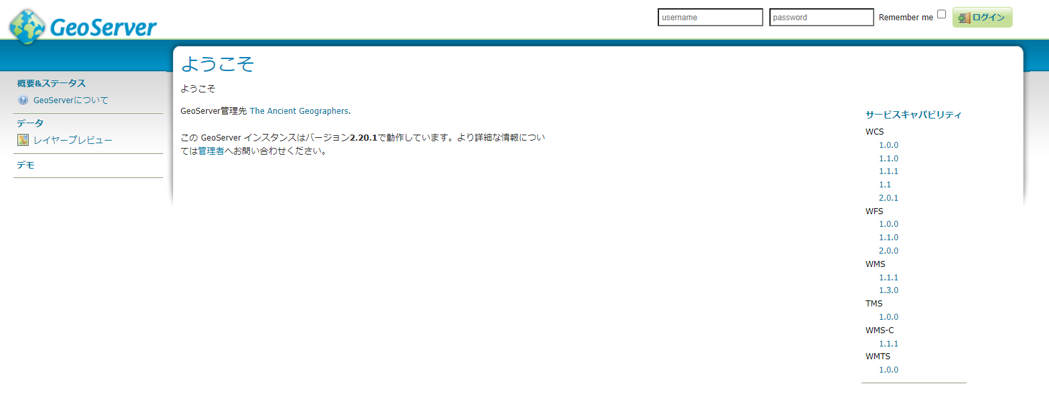 GeoServer
username password Remember me ログイン
ようこそ
概要&ステータス
GeoServerについて
データ
レイヤープレビュー
デモ
ようこそ
GeoServer管理先 The Ancient Geographers.
この GeoServer インスタンスはバージョン2.20.1で動作しています。より詳細な情報につい
ては管理者へお問い合わせください。
サービスキャパビリティ
WCS
1.0.0
1.1.0
1.1.1
1.1
2.0.1
WFS
1.0.0
1.1.0
2.0.0
WMS
1.1.1
1.3.0
TMS
1.0.0
WMS-C
1.1.1
WMTS
1.0.0